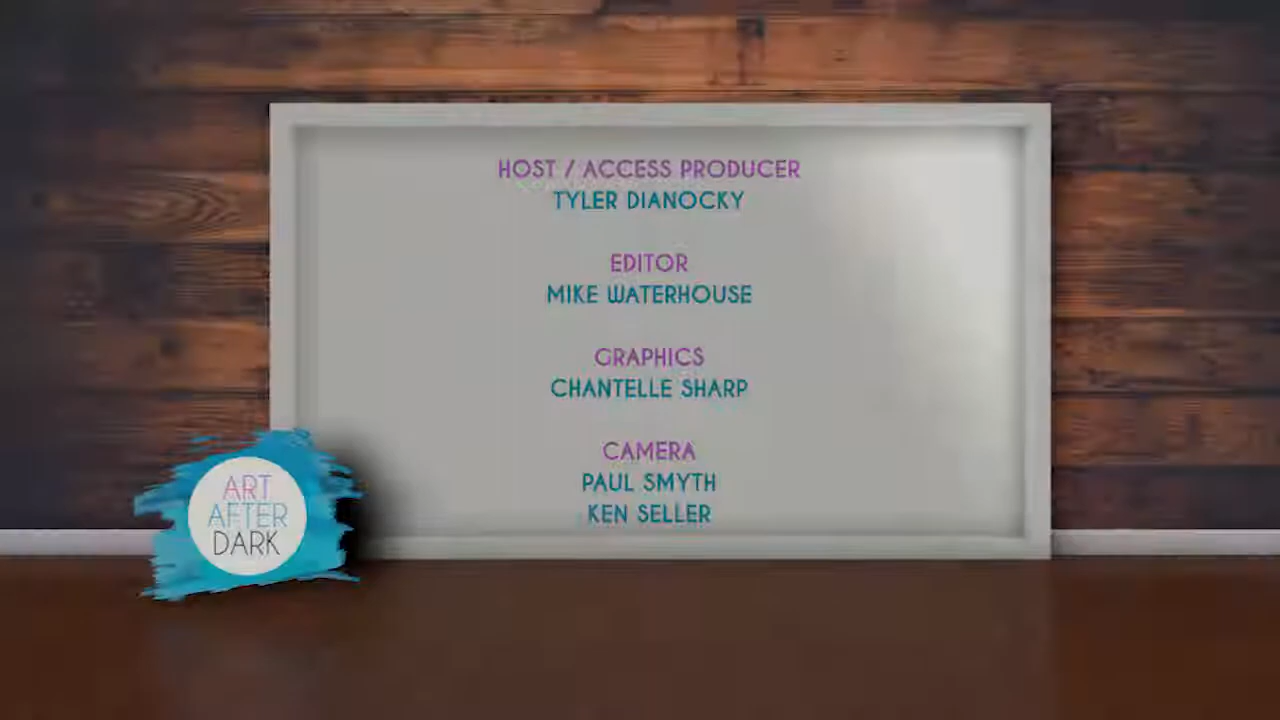 HOST / ACCESS PRODUCER
TYLER DIANOCKY
EDITOR
MIKE WATERHOUSE
GRAPHICS
CHANTELLE SHARP
CAMERA
PAUL SMYTH
KEN SELLER
ART
AFTER
DARK